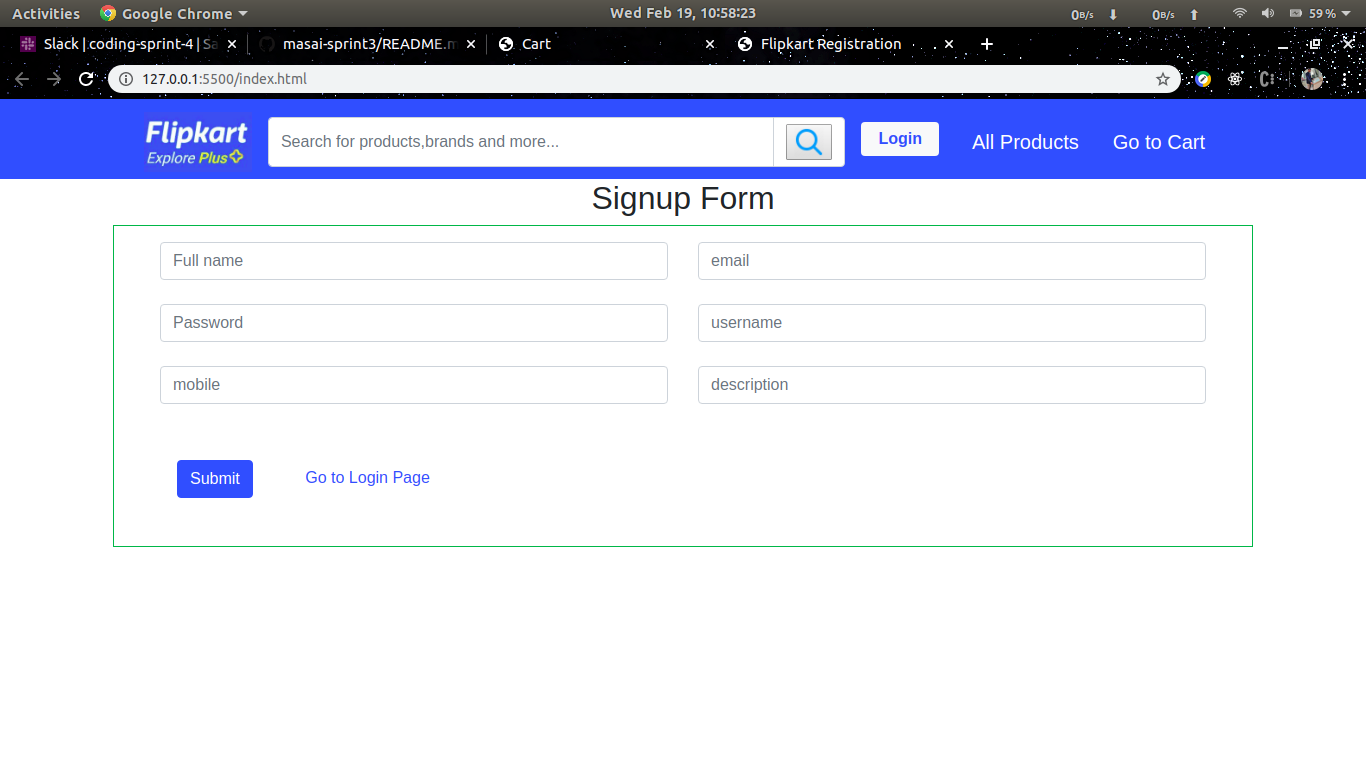 Activities Google Chrome Wed Feb 19, 10:58:23 0B/s 0B/s 59 %
Slack | coding-sprint-4 | Sa masai-sprint3/README.m Cart Flipkart Registration
127.0.0.1:5500/index.html
Flipkart
Explore Plus
Search for products,brands and more...
Login
All Products
Go to Cart
Signup Form
Full name
email
Password
username
mobile
description
Submit
Go to Login Page